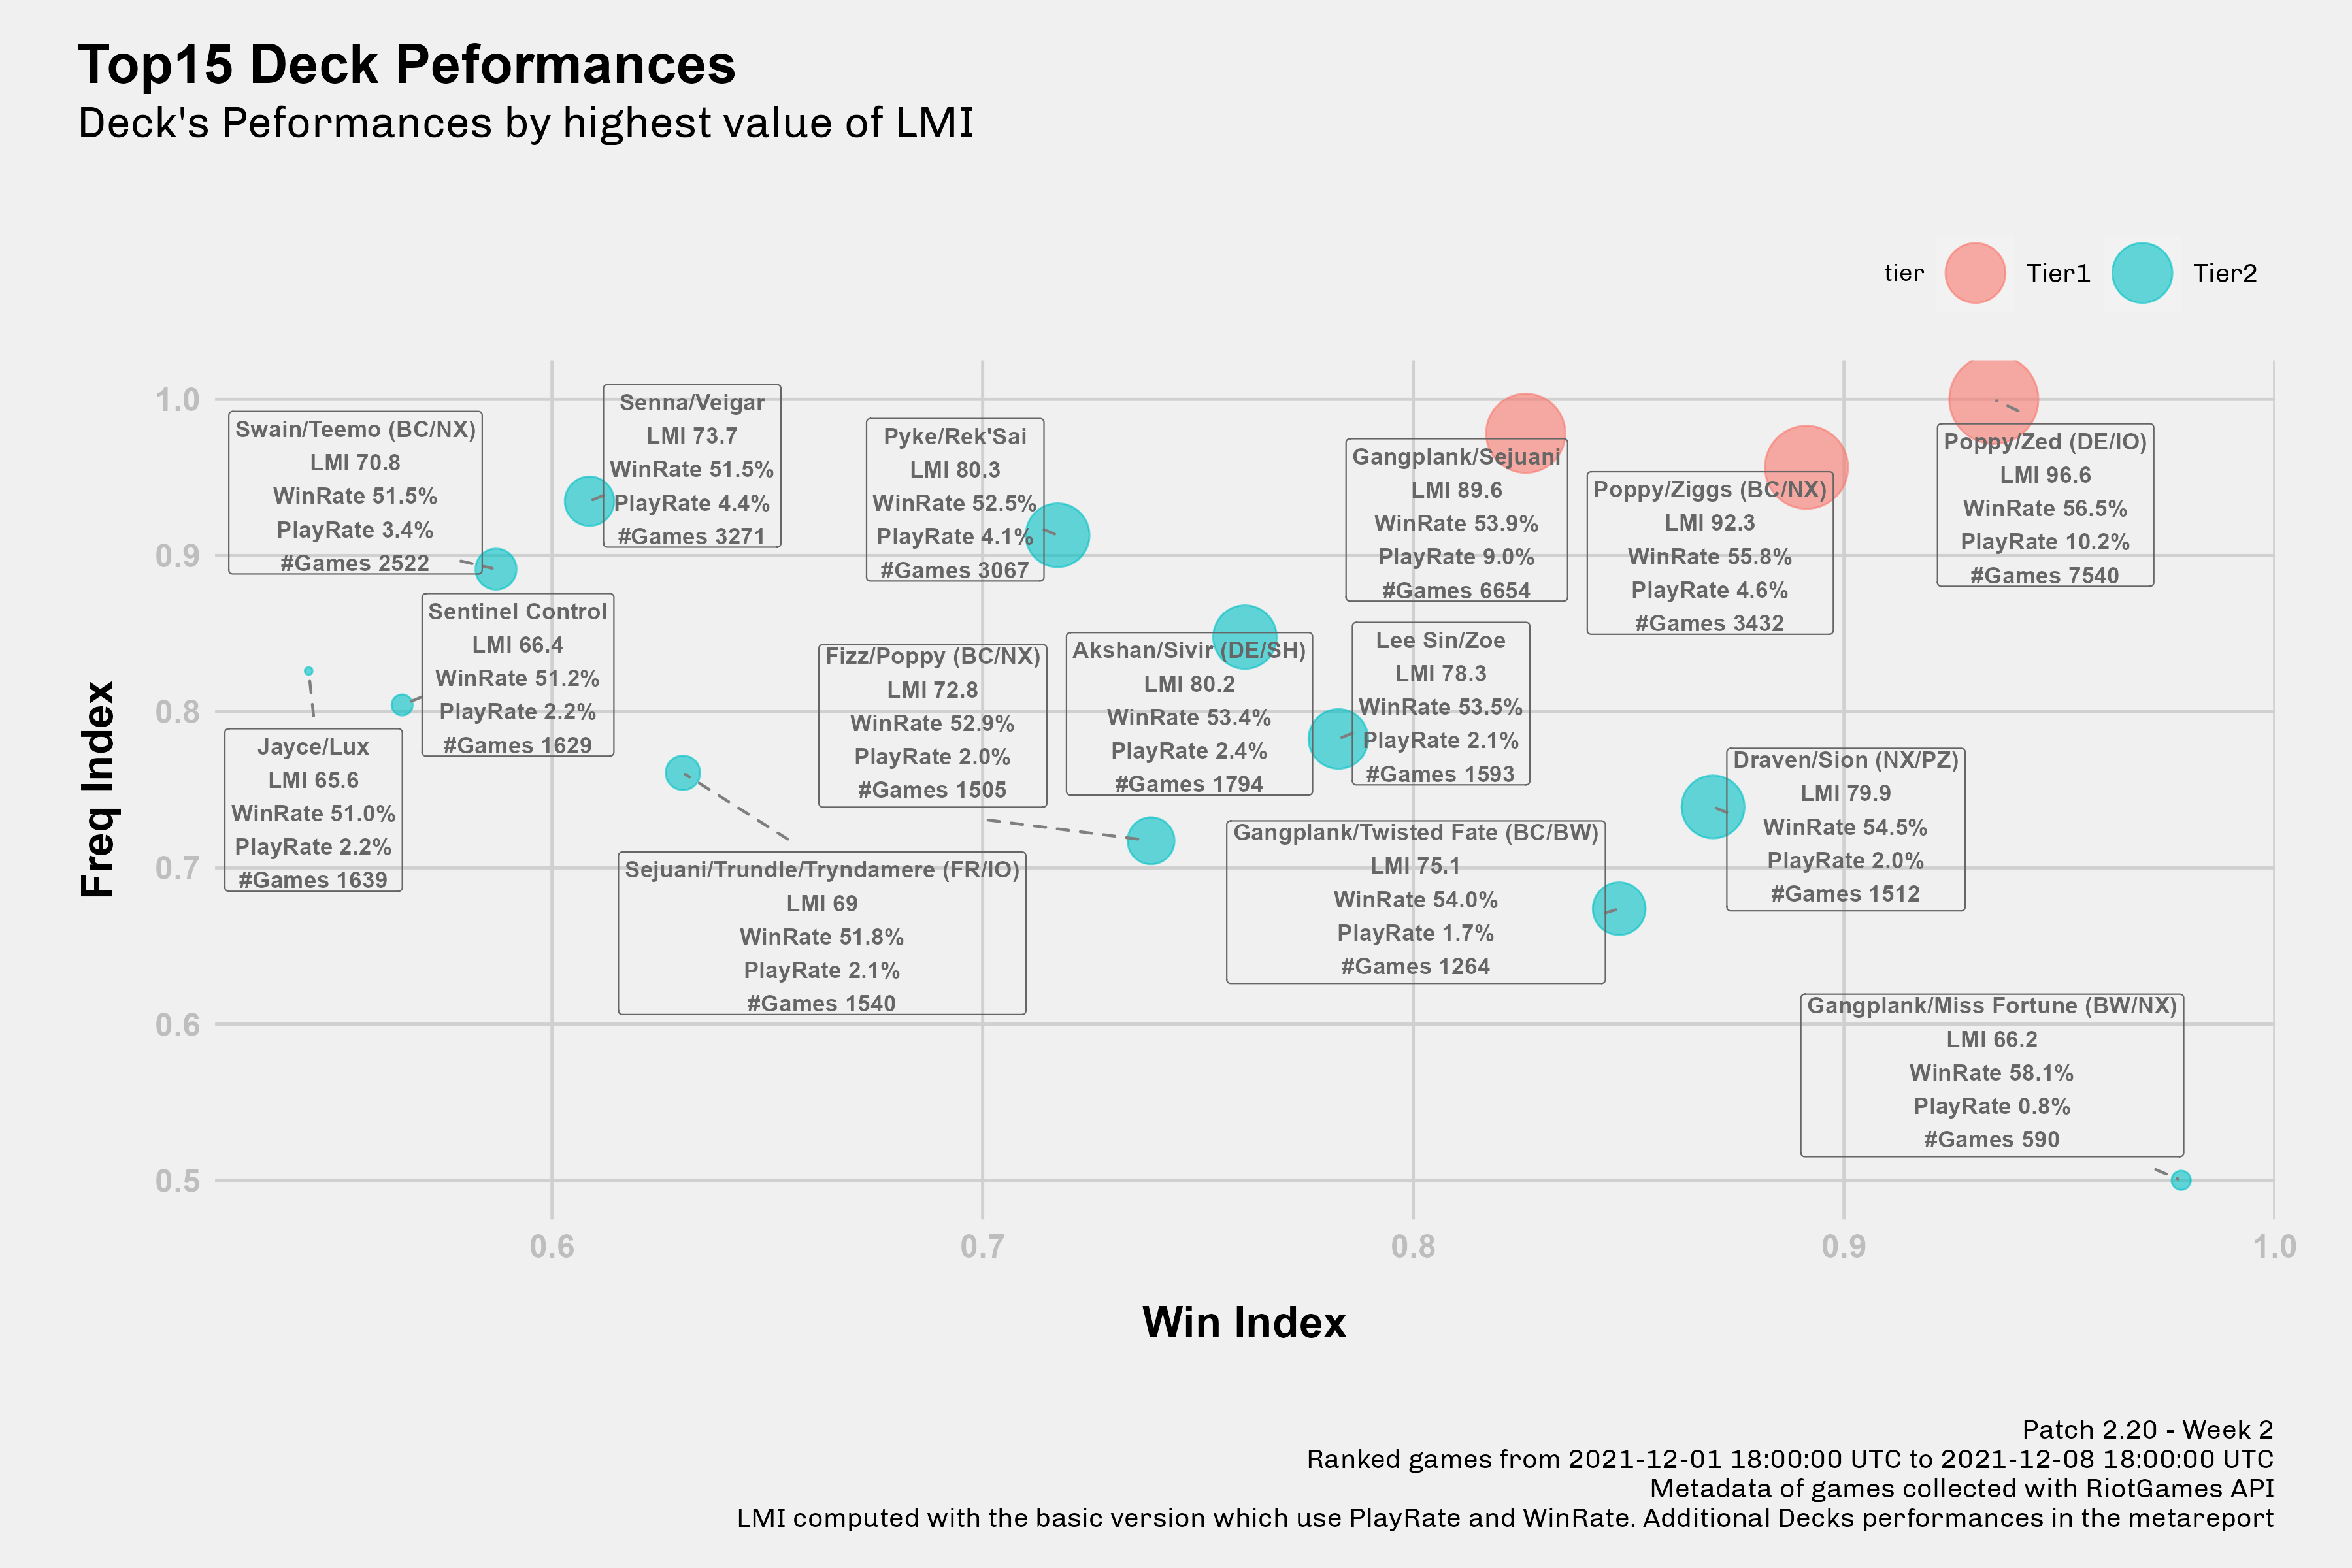 Top15 Deck Peformances
Deck's Peformances by highest value of LMI
tier
Tier1
Tier2
Freq Index
1.0
0.9
0.8
0.7
0.6
0.5
Swain/Teemo (BC/NX)
LMI 70.8
WinRate 51.5%
PlayRate 3.4%
#Games 2522
Senna/Veigar
LMI 73.7
WinRate 51.5%
PlayRate 4.4%
#Games 3271
Pyke/Rek'Sai
LMI 80.3
WinRate 52.5%
PlayRate 4.1%
#Games 3067
Gangplank/Sejuani
LMI 89.6
WinRate 53.9%
PlayRate 9.0%
#Games 6654
Poppy/Ziggs (BC/NX)
LMI 92.3
WinRate 55.8%
PlayRate 4.6%
#Games 3432
Poppy/Zed (DE/IO)
LMI 96.6
WinRate 56.5%
PlayRate 10.2%
#Games 7540
Sentinel Control
LMI 66.4
WinRate 51.2%
PlayRate 2.2%
#Games 1629
Fizz/Poppy (BC/NX)
LMI 72.8
WinRate 52.9%
PlayRate 2.0%
#Games 1505
Akshan/Sivir (DE/SH)
LMI 80.2
WinRate 53.4%
PlayRate 2.4%
#Games 1794
Lee Sin/Zoe
LMI 78.3
WinRate 53.5%
PlayRate 2.1%
#Games 1593
Jayce/Lux
LMI 65.6
WinRate 51.0%
PlayRate 2.2%
#Games 1639
Draven/Sion (NX/PZ)
LMI 79.9
WinRate 54.5%
PlayRate 2.0%
#Games 1512
Sejuani/Trundle/Tryndamere (FR/IO)
LMI 69
WinRate 51.8%
PlayRate 2.1%
#Games 1540
Gangplank/Twisted Fate (BC/BW)
LMI 75.1
WinRate 54.0%
PlayRate 1.7%
#Games 1264
Gangplank/Miss Fortune (BW/NX)
LMI 66.2
WinRate 58.1%
PlayRate 0.8%
#Games 590
0.6
0.7
0.8
0.9
1.0
Win Index
Patch 2.20 - Week 2
Ranked games from 2021-12-01 18:00:00 UTC to 2021-12-08 18:00:00 UTC
Metadata of games collected with RiotGames API
LMI computed with the basic version which use PlayRate and WinRate. Additional Decks performances in the metareport